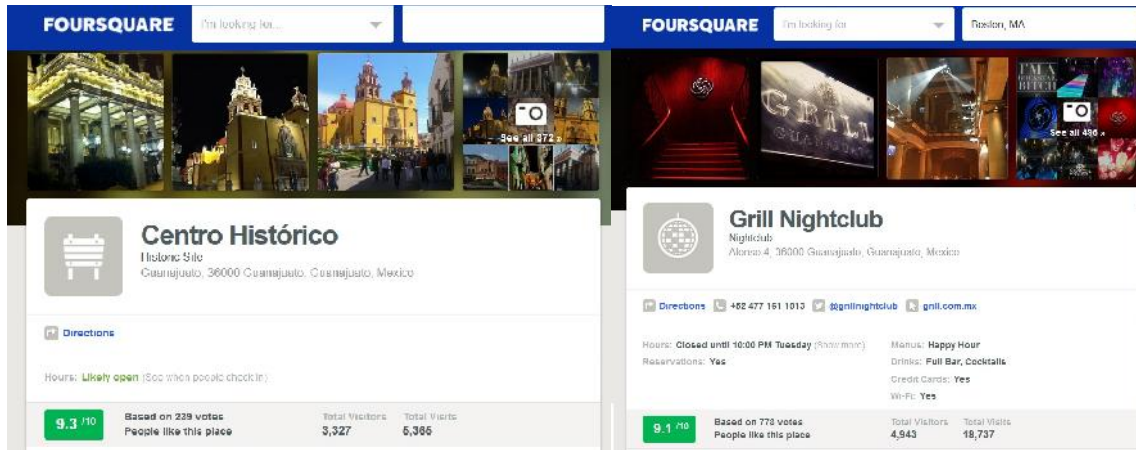 FOURSQUARE
I'm looking for...
See all 372 »
Centro Histórico
Historic Site
Guanajuato, 36000 Guanajuato, Guanajuato, Mexico
Directions
Hours: Likely open (See when people check in)
9.3 /10
Based on 239 votes
People like this place
Total Visitors
3,327
Total Visits
5,365
FOURSQUARE
I'm looking for
Boston, MA
GRILL
See all 486 »
Grill Nightclub
Nightclub
Alonso 4, 36000 Guanajuato, Guanajuato, Mexico
Directions
+52 477 161 1013
@grillnightclub
grill.com.mx
Hours: Closed until 10:00 PM Tuesday (Show more)
Reservations: Yes
Menus: Happy Hour
Drinks: Full Bar, Cocktails
Credit Cards: Yes
Wi-Fi: Yes
9.1 /10
Based on 773 votes
People like this place
Total Visitors
4,943
Total Visits
18,737